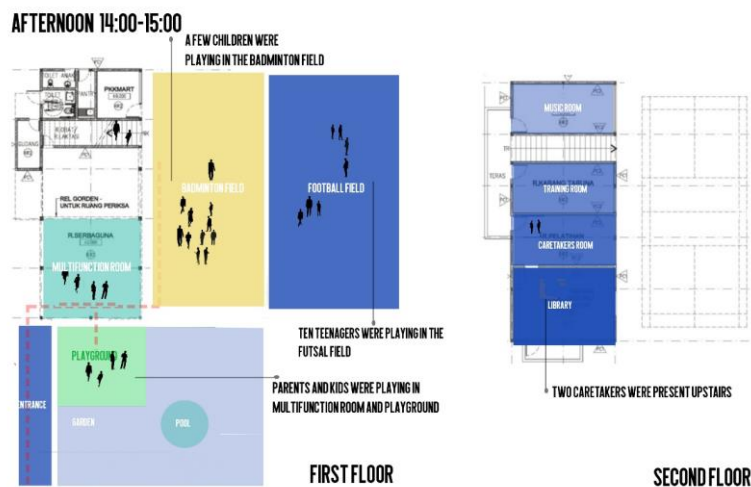 AFTERNOON 14:00-15:00
A FEW CHILDREN WERE
PLAYING IN THE BADMINTON FIELD
TOILET
PKKMART
REL GORDEN -
UNTUK RUANG PERIKSA
R.SERBAGUNA
MULTIFUNCTION ROOM
BADMINTON FIELD
FOOTBALL FIELD
TEN TEENAGERS WERE PLAYING IN THE
FUTSAL FIELD
PLAYGROUND
PARENTS AND KIDS WERE PLAYING IN
MULTIFUNCTION ROOM AND PLAYGROUND
ENTRANCE
GARDEN
POOL
FIRST FLOOR
MUSIC ROOM
TERAS
R.KARANG TARUNA
TRAINING ROOM
CARETAKERS ROOM
LIBRARY
TWO CARETAKERS WERE PRESENT UPSTAIRS
SECOND FLOOR